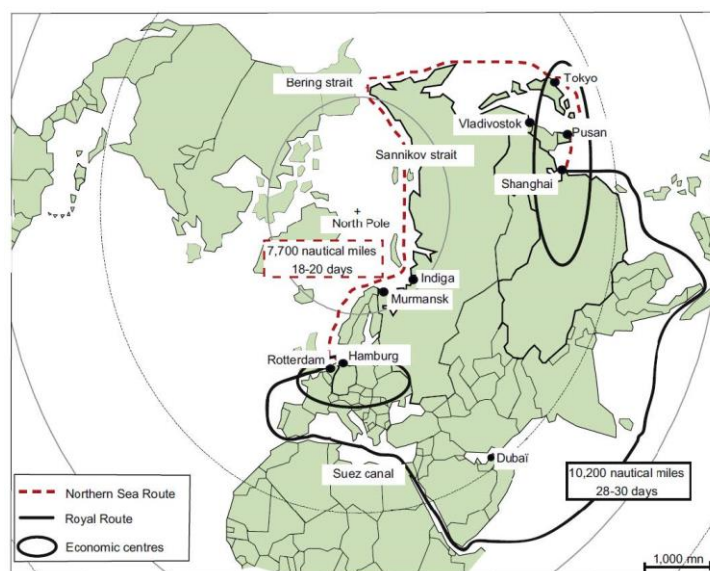 Bering strait
Tokyo
Vladivostok
Pusan
Sannikov strait
Shanghai
+
North Pole
7,700 nautical miles
18-20 days
Indiga
Murmansk
Rotterdam
Hamburg
Suez canal
Dubaï
10,200 nautical miles
28-30 days
Northern Sea Route
Royal Route
Economic centres
1,000 mn